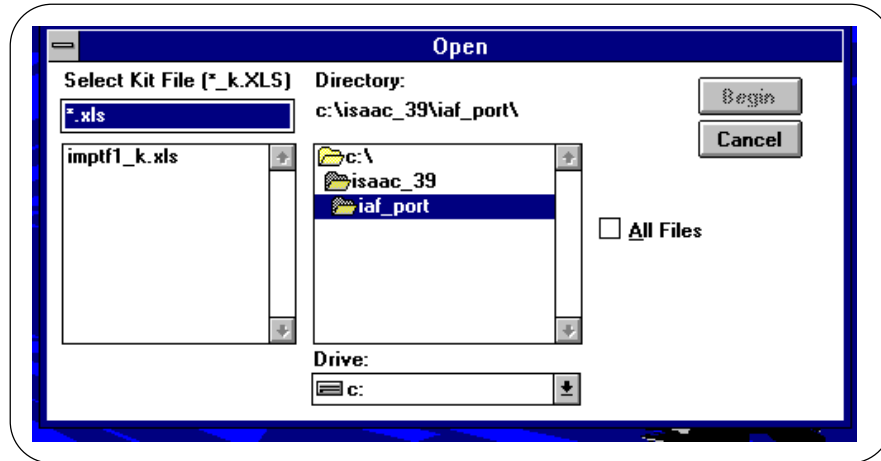 Open
Select Kit File (*_k.XLS)
*.xls
imptf1_k.xls
Directory:
c:\isaac_39\iaf_port\
c:\
isaac_39
iaf_port
Drive:
c:
Begin
Cancel
All Files